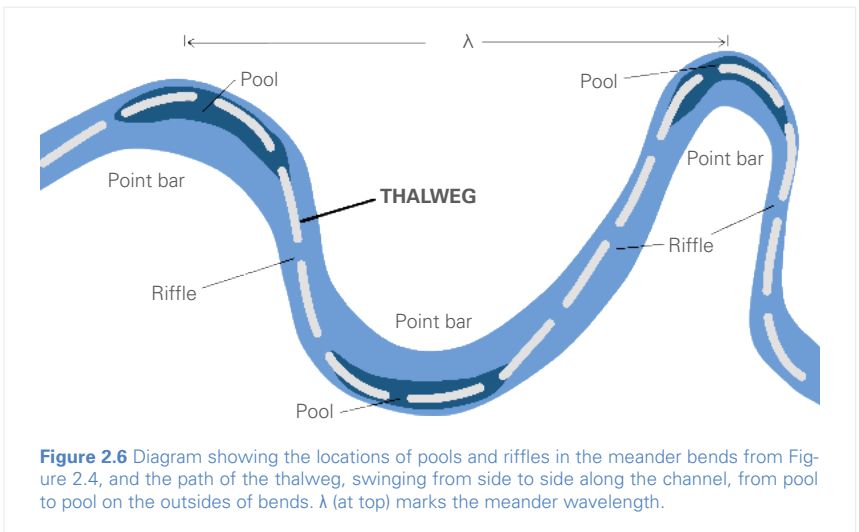 λ
Pool
Pool
Point bar
Point bar
THALWEG
Riffle
Riffle
Point bar
Pool
Figure 2.6 Diagram showing the locations of pools and riffles in the meander bends from Fig-
ure 2.4, and the path of the thalweg, swinging from side to side along the channel, from pool
to pool on the outsides of bends. λ (at top) marks the meander wavelength.